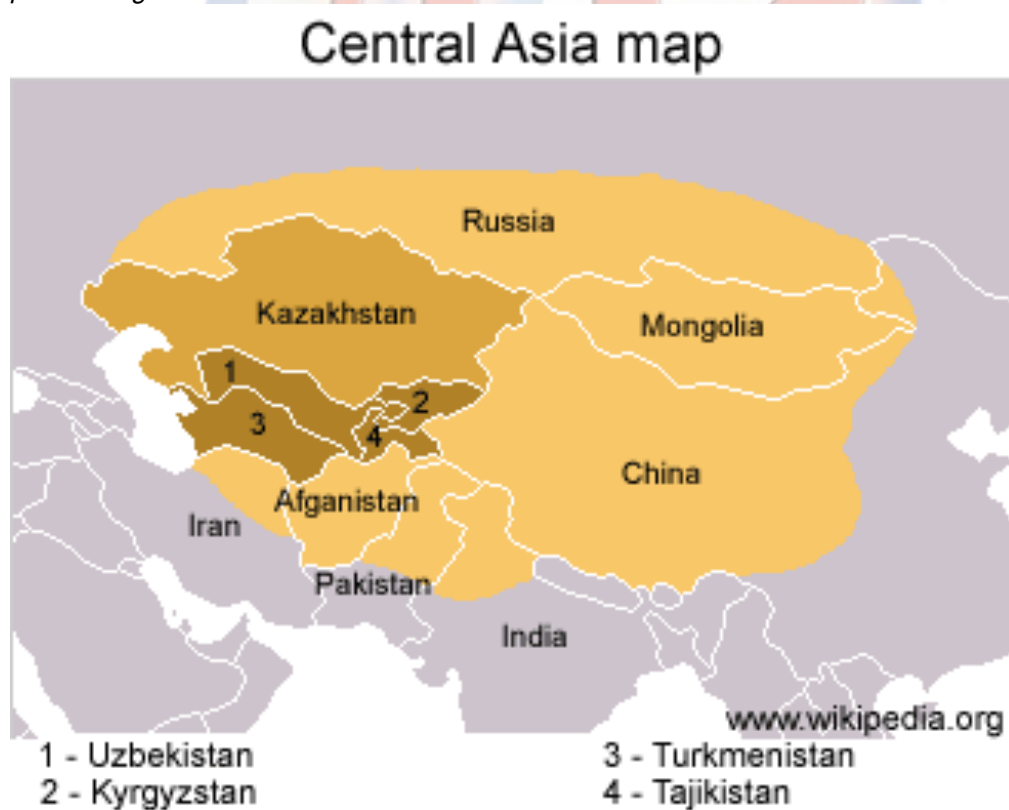 Central Asia map
Russia
Kazakhstan
Mongolia
1
2
3
4
China
Afganistan
Iran
Pakistan
India
www.wikipedia.org
1 - Uzbekistan
2 - Kyrgyzstan
3 - Turkmenistan
4 - Tajikistan